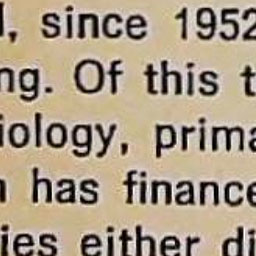 , since 1952
ng. Of this t
iology, prima
has finance
ies either di